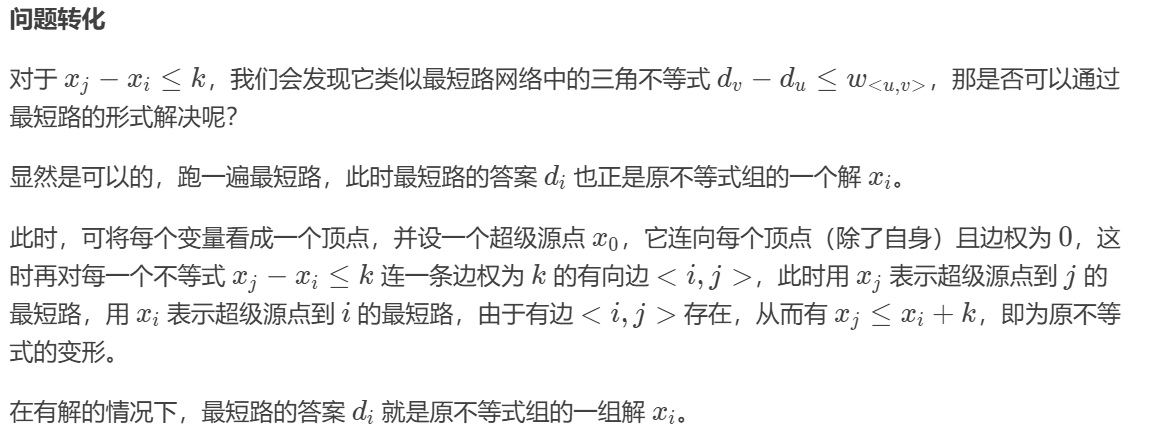 问题转化
对于 $x_j - x_i \leq k$，我们会发现它类似最短路网络中的三角不等式 $d_v - d_u \leq w_{<u,v>}$，那是否可以通过
最短路的形式解决呢？
显然是可以的，跑一遍最短路，此时最短路的答案 $d_i$ 也正是原不等式组的一个解 $x_i$。
此时，可将每个变量看成一个顶点，并设一个超级源点 $x_0$，它连向每个顶点（除了自身）且边权为 $0$，这
时再对每一个不等式 $x_j - x_i \leq k$ 连一条边权为 $k$ 的有向边 $<i,j>$，此时用 $x_j$ 表示超级源点到 $j$ 的
最短路，用 $x_i$ 表示超级源点到 $i$ 的最短路，由于有边 $<i,j>$ 存在，从而有 $x_j \leq x_i + k$，即为原不等
式的变形。
在有解的情况下，最短路的答案 $d_i$ 就是原不等式组的一组解 $x_i$。